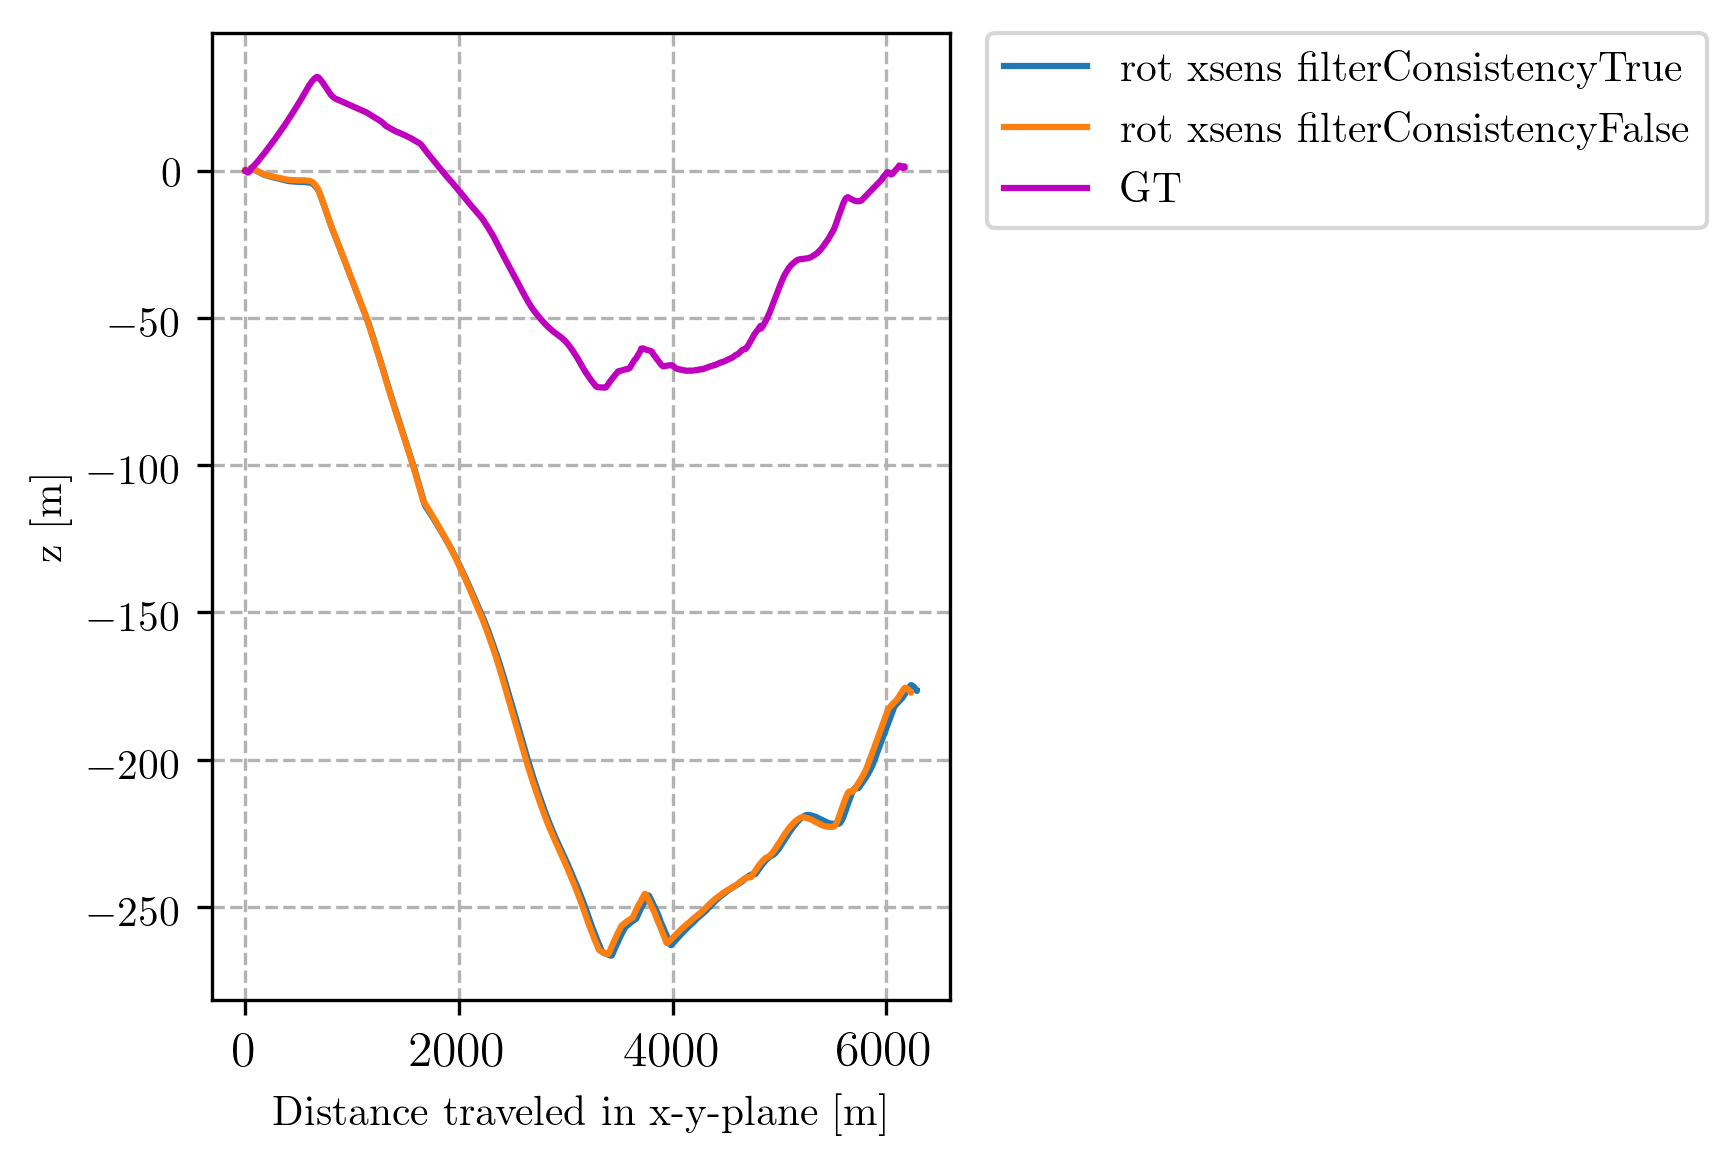 rot xsens filterConsistencyTrue
rot xsens filterConsistencyFalse
GT
0
−50
−100
−150
−200
−250
z [m]
0 2000 4000 6000
Distance traveled in x-y-plane [m]